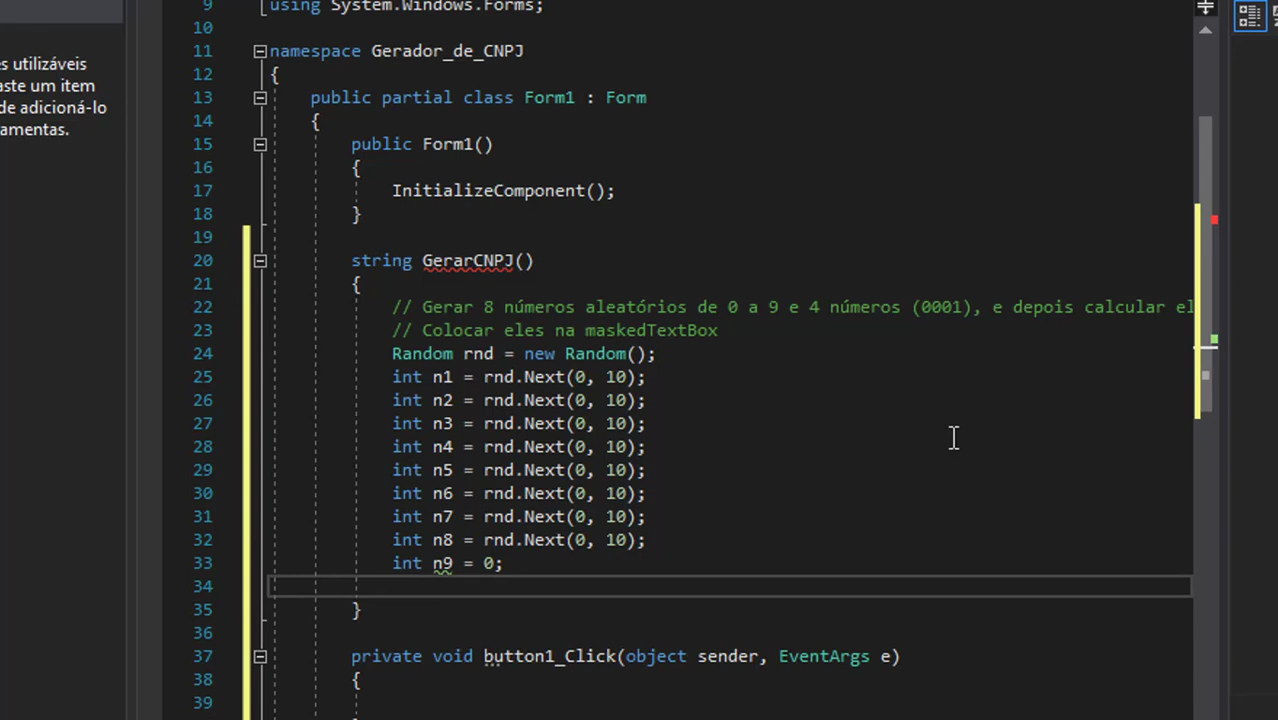 es utilizáveis
aste um item
de adicioná-lo
amentas.
9 using System.Windows.Forms;
10
11 namespace Gerador_de_CNPJ
12 {
13 public partial class Form1 : Form
14 {
15 public Form1()
16 {
17 InitializeComponent();
18 }
19
20 string GerarCNPJ()
21 {
22 // Gerar 8 números aleatórios de 0 a 9 e 4 números (0001), e depois calcular el
23 // Colocar eles na maskedTextBox
24 Random rnd = new Random();
25 int n1 = rnd.Next(0, 10);
26 int n2 = rnd.Next(0, 10);
27 int n3 = rnd.Next(0, 10);
28 int n4 = rnd.Next(0, 10);
29 int n5 = rnd.Next(0, 10);
30 int n6 = rnd.Next(0, 10);
31 int n7 = rnd.Next(0, 10);
32 int n8 = rnd.Next(0, 10);
33 int n9 = 0;
34
35 }
36
37 private void button1_Click(object sender, EventArgs e)
38 {
39